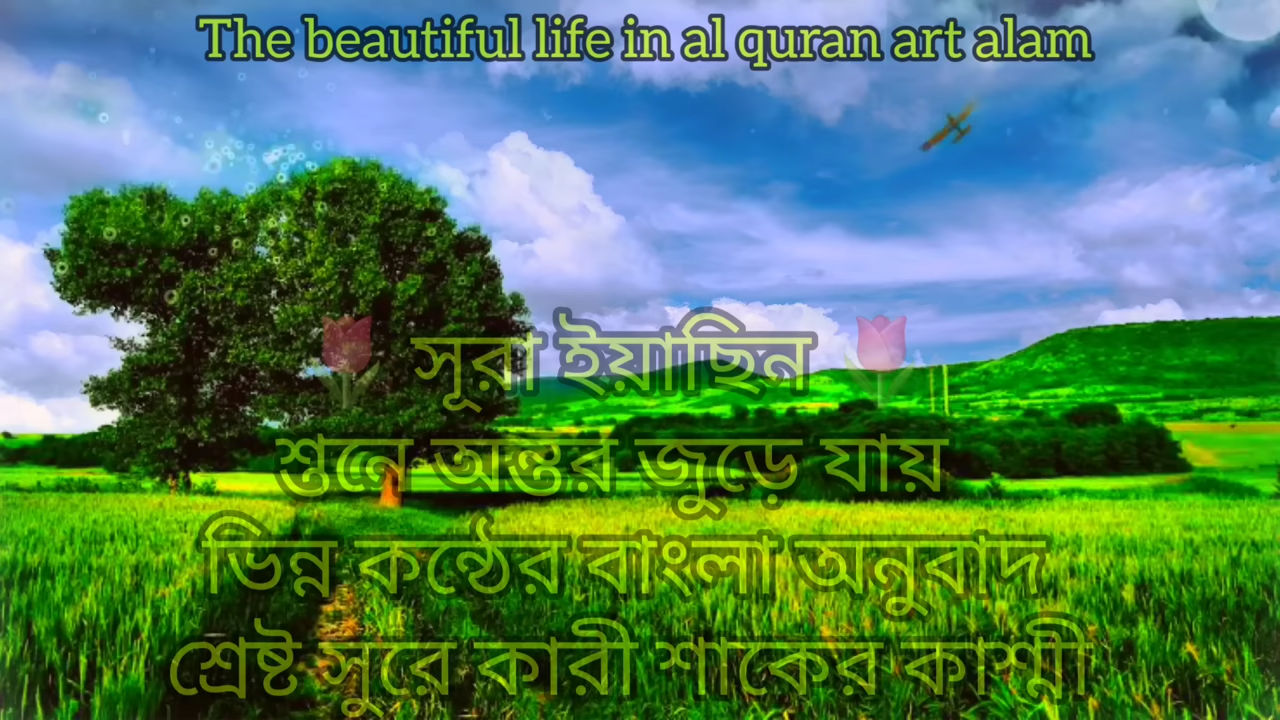 The beautiful life in al quran art alam
সূরা ইয়াছিন
শুনে অন্তর জুড়ে যায়
ভিন্ন কন্ঠের বাংলা অনুবাদ
শ্রেষ্ট সুরে কারী শাকের কাশ্মী